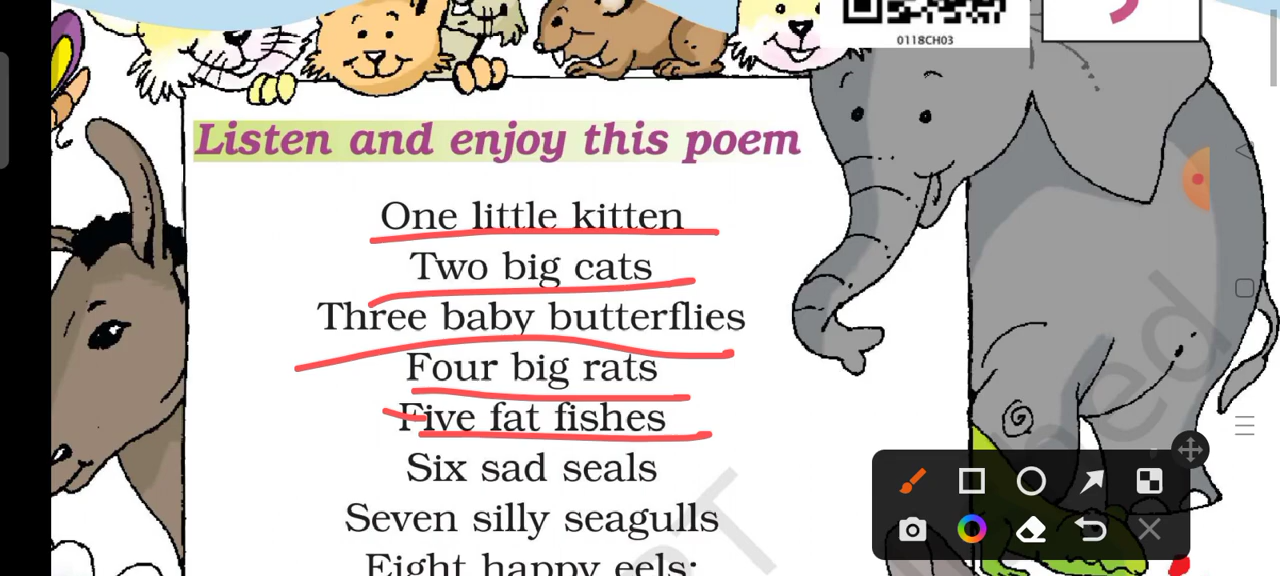 0118CH03
Listen and enjoy this poem
One little kitten
Two big cats
Three baby butterflies
Four big rats
Five fat fishes
Six sad seals
Seven silly seagulls
Eight happy eels;